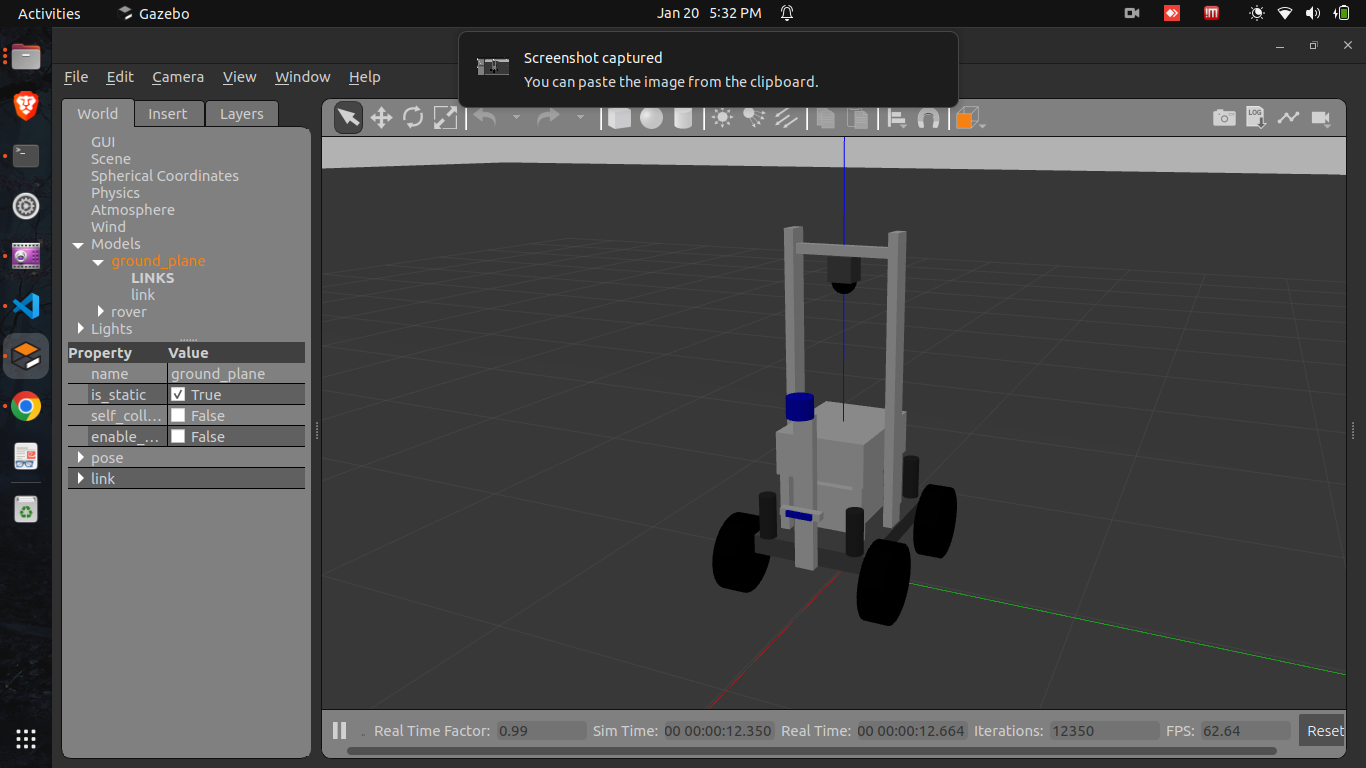 Activities
Gazebo
Jan 20 5:32 PM
Screenshot captured
You can paste the image from the clipboard.
File Edit Camera View Window Help
World Insert Layers
LOG
GUI
Scene
Spherical Coordinates
Physics
Atmosphere
Wind
Models
ground_plane
LINKS
link
rover
Lights
Property Value
name ground_plane
is_static True
self_coll... False
enable_... False
pose
link
Real Time Factor: 0.99 Sim Time: 00 00:00:12.350 Real Time: 00 00:00:12.664 Iterations: 12350 FPS: 62.64 Reset